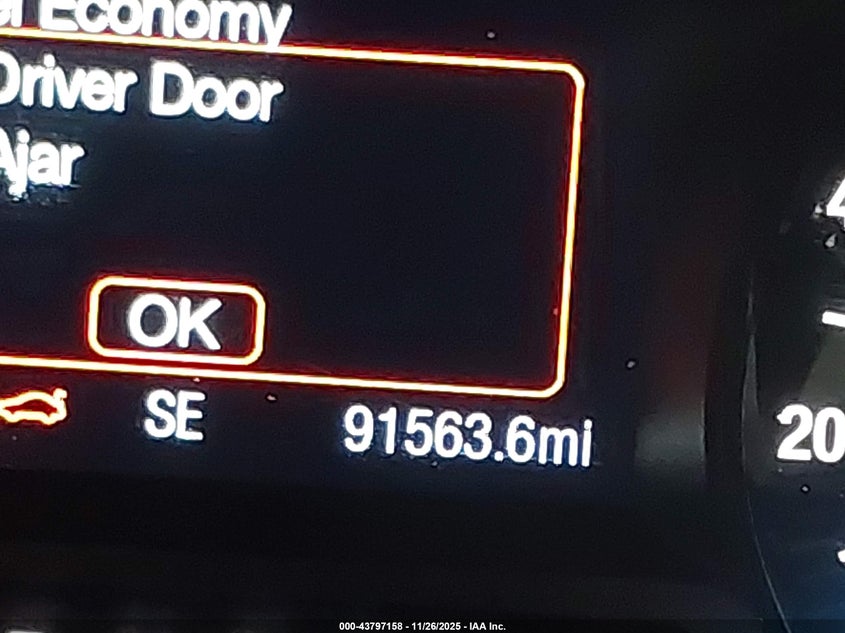 Economy
Driver Door
Ajar
OK
SE 91563.6mi
20
000-43797158 - 11/26/2025 - IAA Inc.